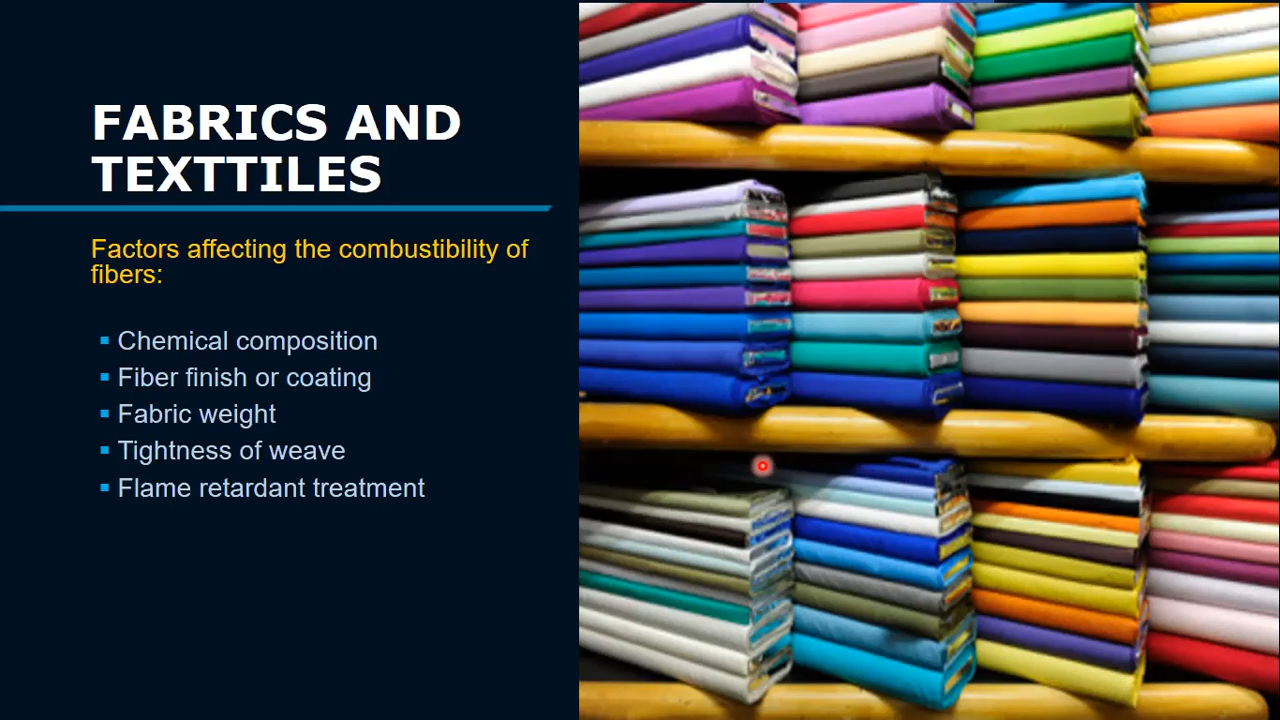 FABRICS AND
TEXTTILES
Factors affecting the combustibility of
fibers:
▪ Chemical composition
▪ Fiber finish or coating
▪ Fabric weight
▪ Tightness of weave
▪ Flame retardant treatment